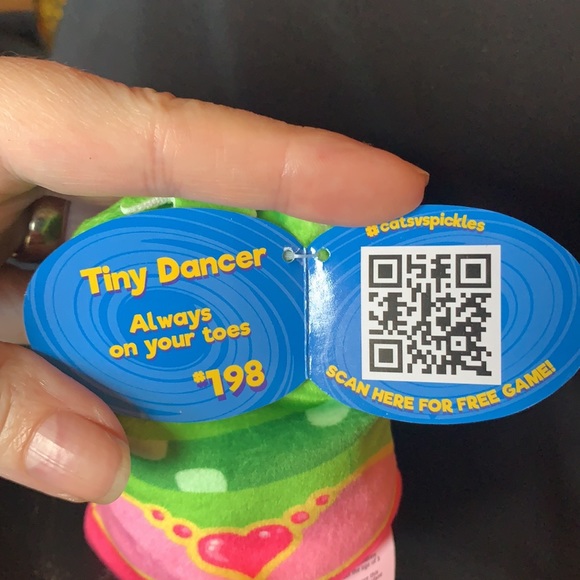 Tiny Dancer
Always
on your toes
#198
#catsvspickles
SCAN HERE FOR FREE GAME!